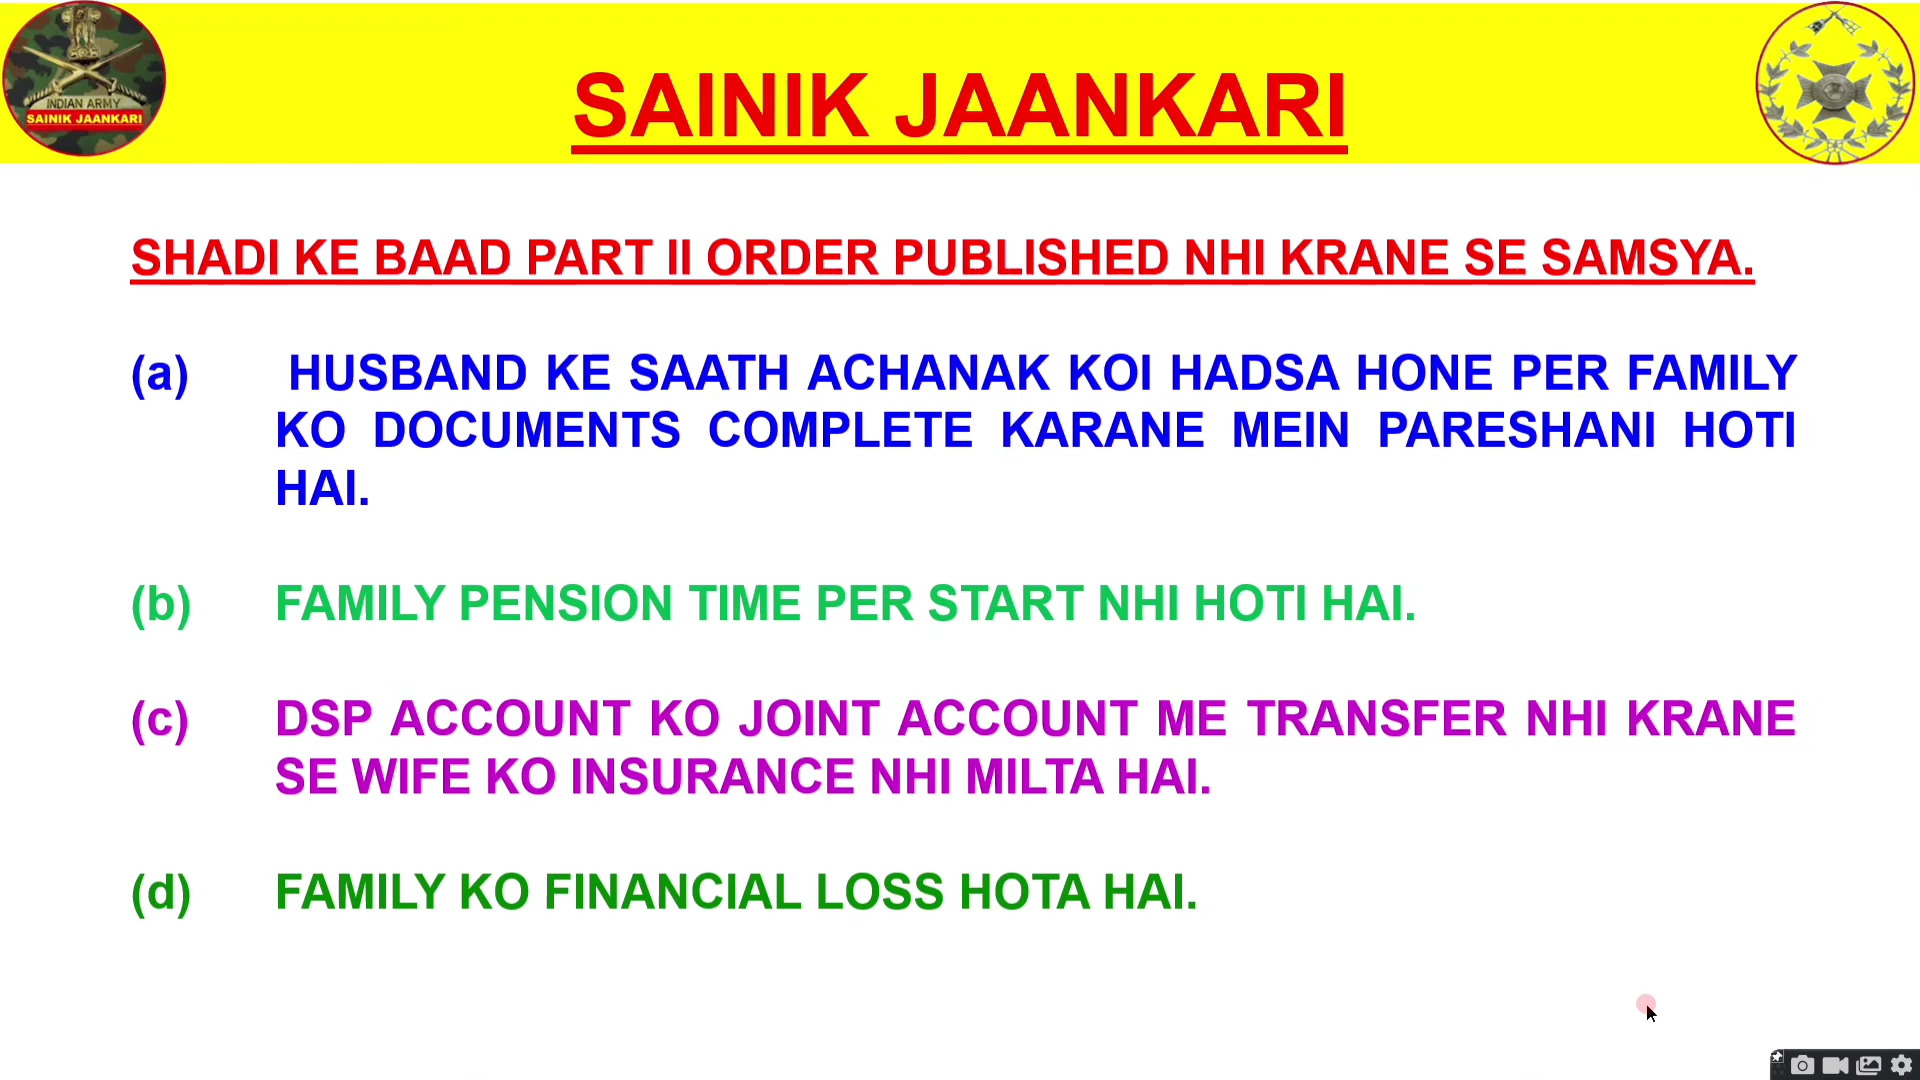 INDIAN ARMY
SAINIK JAANKARI
SAINIK JAANKARI
SHADI KE BAAD PART II ORDER PUBLISHED NHI KRANE SE SAMSYA.
(a) HUSBAND KE SAATH ACHANAK KOI HADSA HONE PER FAMILY
KO DOCUMENTS COMPLETE KARANE MEIN PARESHANI HOTI
HAI.
(b) FAMILY PENSION TIME PER START NHI HOTI HAI.
(c) DSP ACCOUNT KO JOINT ACCOUNT ME TRANSFER NHI KRANE
SE WIFE KO INSURANCE NHI MILTA HAI.
(d) FAMILY KO FINANCIAL LOSS HOTA HAI.